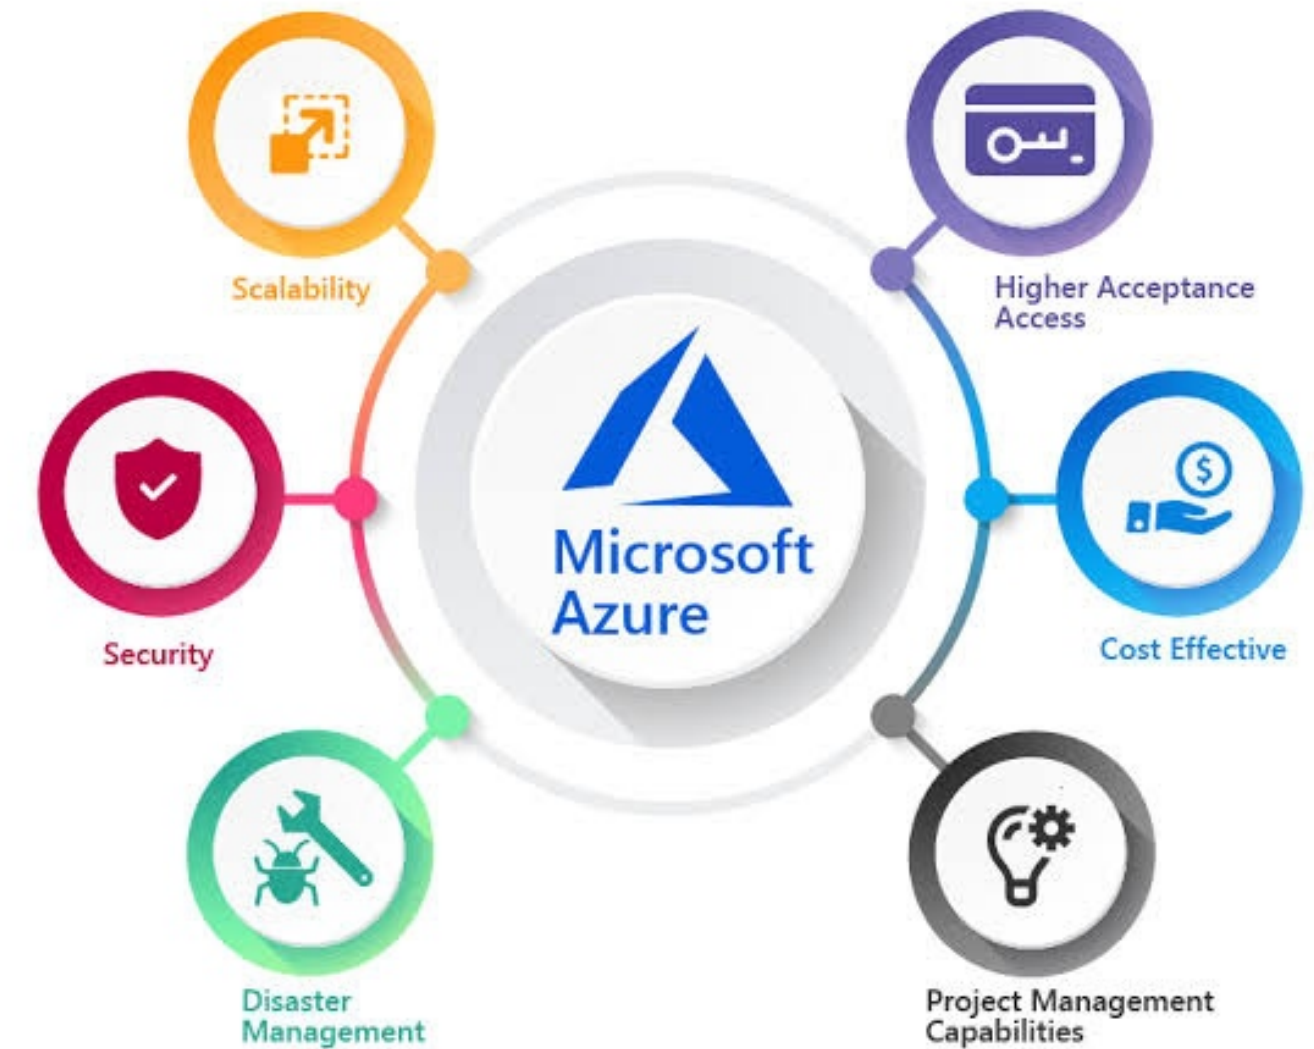 Scalability
Higher Acceptance
Access
Microsoft
Azure
$
Security
Cost Effective
Disaster
Management
Project Management
Capabilities